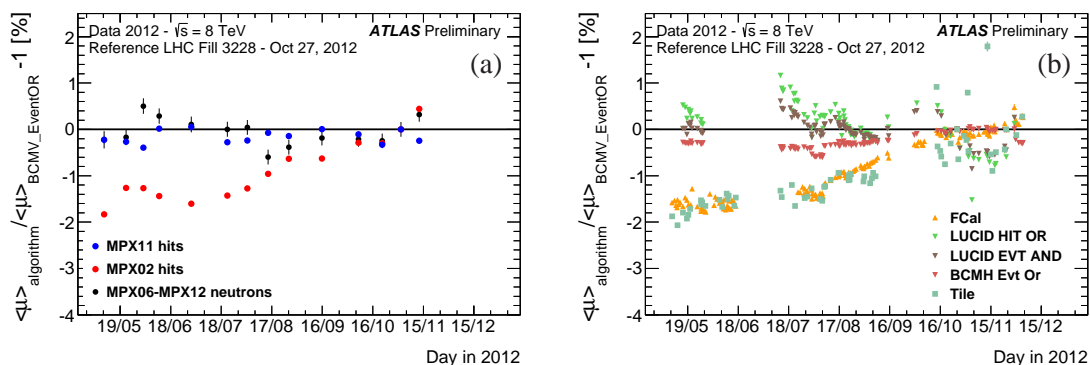 Data 2012 - √s = 8 TeV
ATLAS Preliminary
Reference LHC Fill 3228 - Oct 27, 2012
(a)
<μ>algorithm/<μ>BCMV_EventOR -1 [%]
2
1
0
-1
-2
-3
-4
MPX11 hits
MPX02 hits
MPX06-MPX12 neutrons
19/05 18/06 18/07 17/08 16/09 16/10 15/11 15/12
Day in 2012
Data 2012 - √s = 8 TeV
ATLAS Preliminary
Reference LHC Fill 3228 - Oct 27, 2012
(b)
<μ>algorithm/<μ>BCMV_EventOR -1 [%]
2
1
0
-1
-2
-3
-4
FCal
LUCID HIT OR
LUCID EVT AND
BCMH Evt Or
Tile
19/05 18/06 18/07 17/08 16/09 16/10 15/11 15/12
Day in 2012